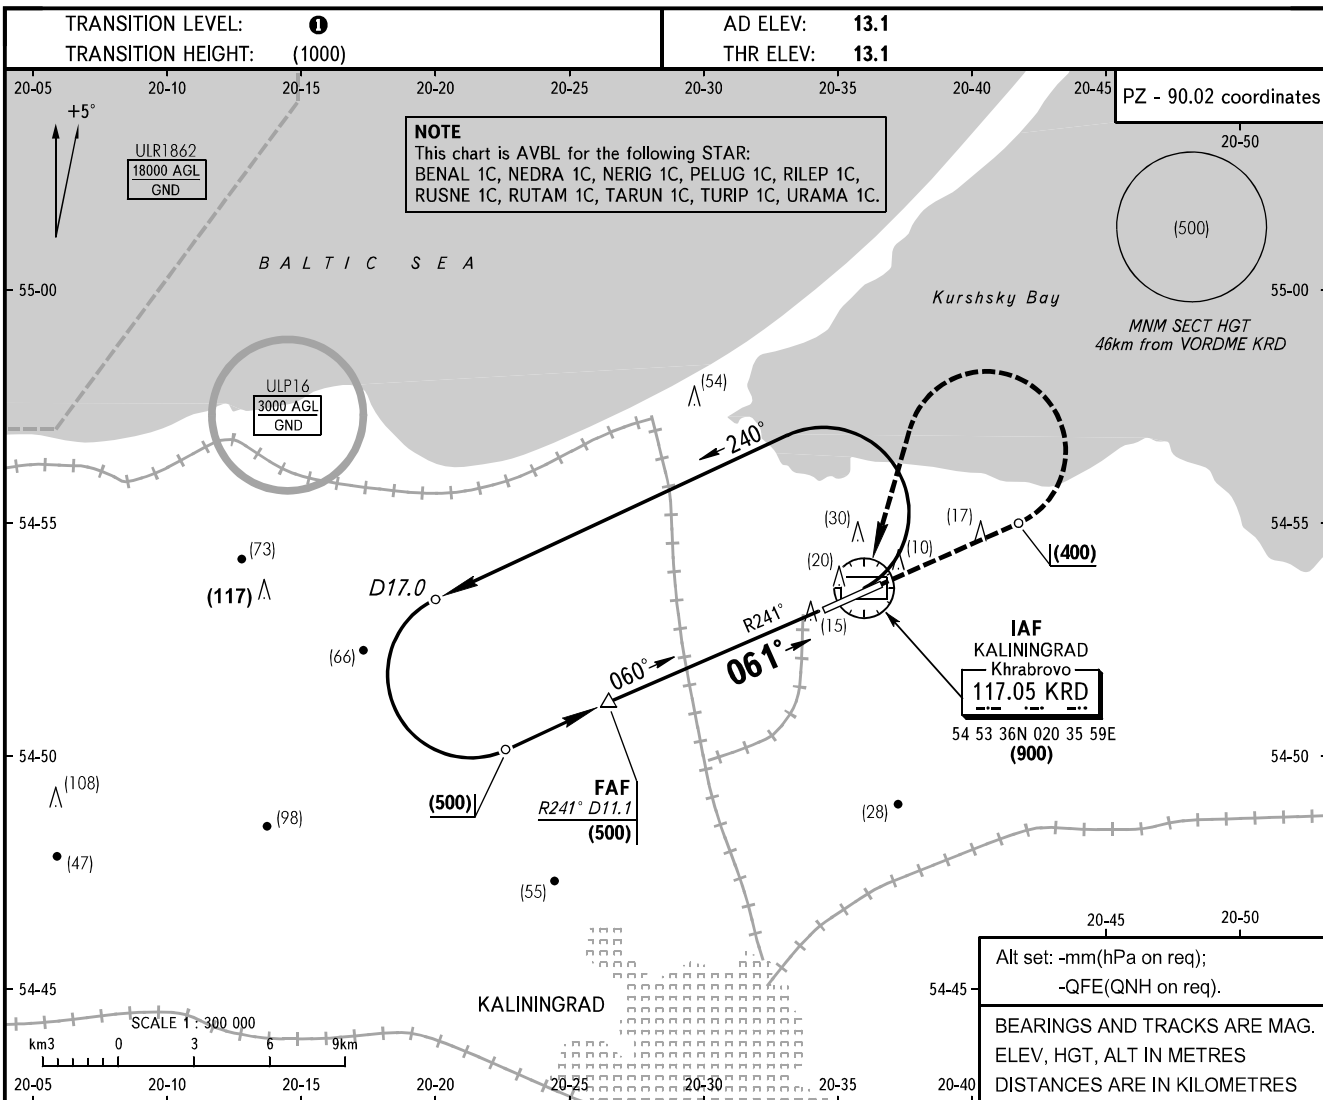 TRANSITION LEVEL: ❶
TRANSITION HEIGHT: (1000)
AD ELEV: 13.1
THR ELEV: 13.1
20-05 20-10 20-15 20-20 20-25 20-30 20-35 20-40 20-45
PZ - 90.02 coordinates
20-50
+5°
ULR1862
18000 AGL
GND
NOTE
This chart is AVBL for the following STAR:
BENAL 1C, NEDRA 1C, NERIG 1C, PELUG 1C, RILEP 1C,
RUSNE 1C, RUTAM 1C, TARUN 1C, TURIP 1C, URAMA 1C.
(500)
BALTIC SEA
55-00
Kurshsky Bay
55-00
MNM SECT HGT
46km from VORDME KRD
ULP16
3000 AGL
GND
(54)
240°
54-55
(30)
(17)
54-55
(73)
(10)
(400)
(20)
(117)
D17.0
R241°
(15)
061°
IAF
KALININGRAD
Khrabrovo
117.05 KRD
54 53 36N 020 35 59E
(900)
(66)
060°
54-50
54-50
(108)
(500)
FAF
R241° D11.1
(500)
(98)
(28)
(47)
(55)
20-45 20-50
Alt set: -mm(hPa on req);
-QFE(QNH on req).
54-45
54-45
KALININGRAD
SCALE 1 : 300 000
km3 0 3 6 9km
BEARINGS AND TRACKS ARE MAG.
ELEV, HGT, ALT IN METRES
DISTANCES ARE IN KILOMETRES
20-05 20-10 20-15 20-20 20-25 20-30 20-35 20-40